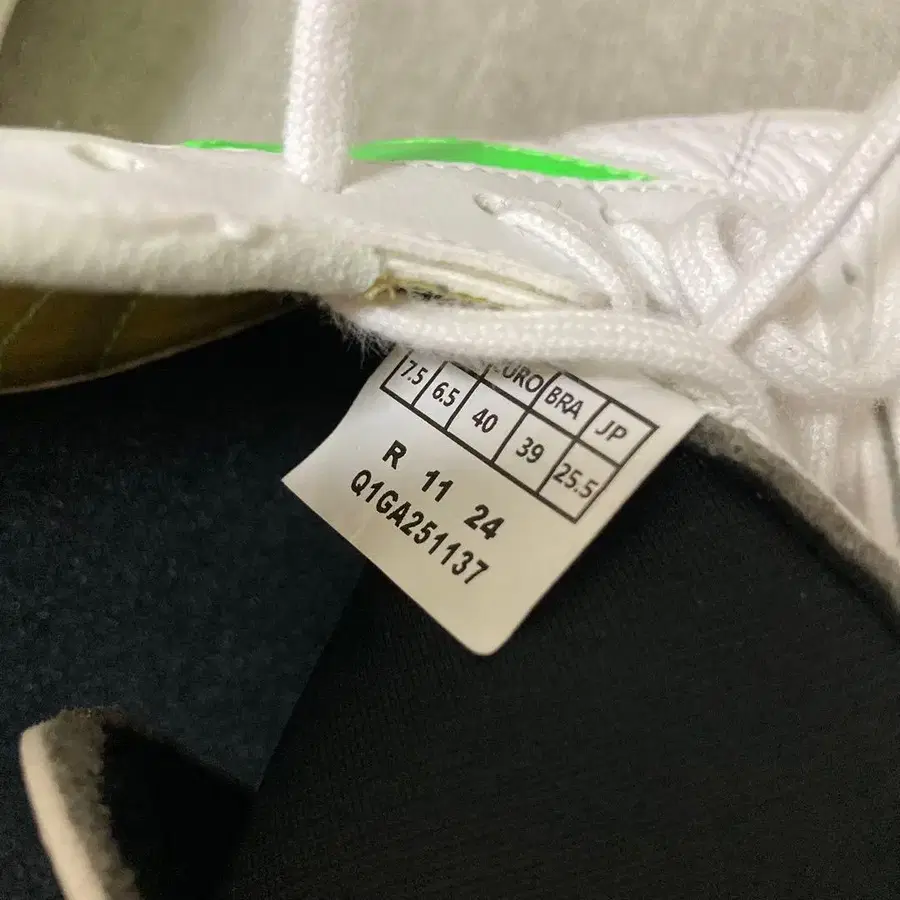 EURO BRA JP
7.5 6.5 40 39 25.5
R 11 24
Q1GA251137